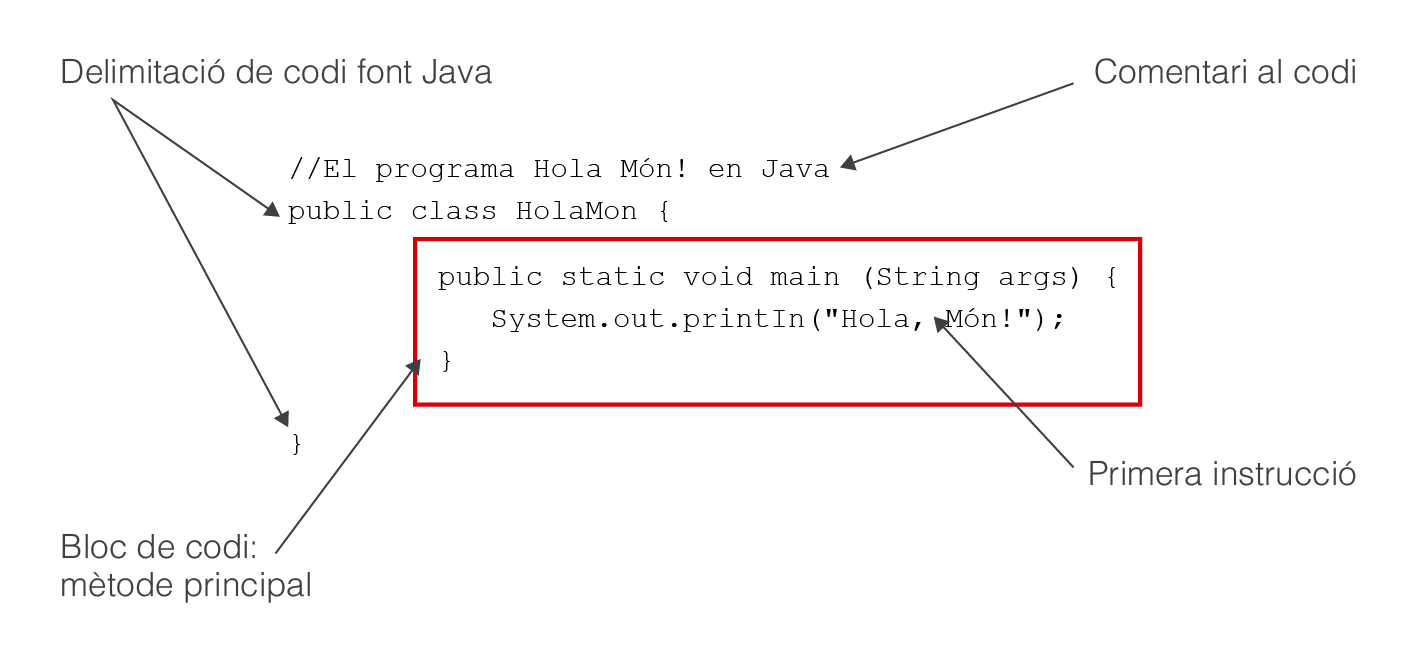 Delimitació de codi font Java
Comentari al codi
//El programa Hola Món! en Java
public class HolaMon {
public static void main (String args) {
System.out.printIn("Hola, Món!");
}
}
Primera instrucció
Bloc de codi:
mètode principal